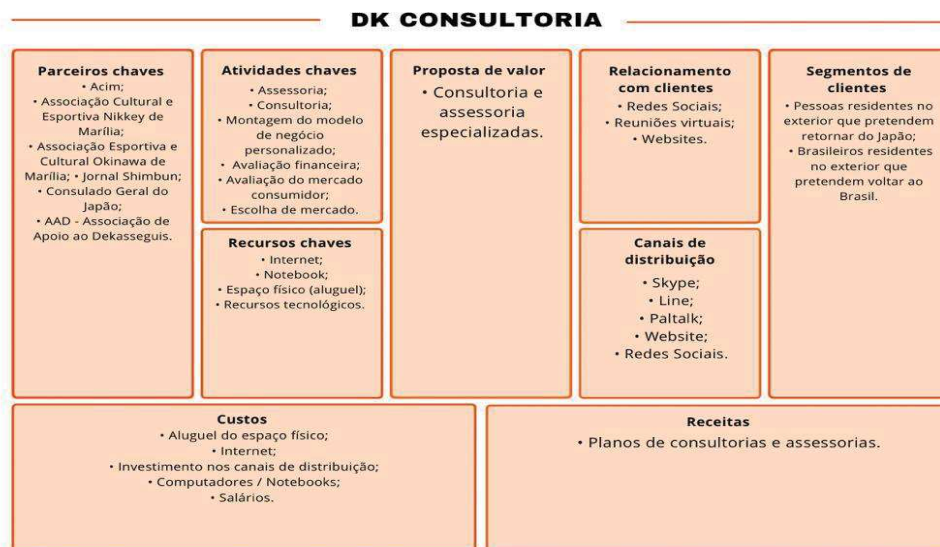 DK CONSULTORIA
Parceiros chaves
• Acim;
• Associação Cultural e
Esportiva Nikkey de
Marília;
• Associação Esportiva e
Cultural Okinawa de
Marília; • Jornal Shimbun;
• Consulado Geral do
Japão;
• AAD - Associação de
Apoio ao Dekasseguis.
Atividades chaves
• Assessoria;
• Consultoria;
• Montagem do modelo
de negócio
personalizado;
• Avaliação financeira;
• Avaliação do mercado
consumidor;
• Escolha de mercado.
Recursos chaves
• Internet;
• Notebook;
• Espaço físico (aluguel);
• Recursos tecnológicos.
Proposta de valor
• Consultoria e
assessoria
especializadas.
Relacionamento
com clientes
• Redes Sociais;
• Reuniões virtuais;
• Websites.
Canais de
distribuição
• Skype;
• Line;
• Paltalk;
• Website;
• Redes Sociais.
Segmentos de
clientes
• Pessoas residentes no
exterior que pretendem
retornar do Japão;
• Brasileiros residentes
no exterior que
pretendem voltar ao
Brasil.
Custos
• Aluguel do espaço físico;
• Internet;
• Investimento nos canais de distribuição;
• Computadores / Notebooks;
• Salários.
Receitas
• Planos de consultorias e assessorias.